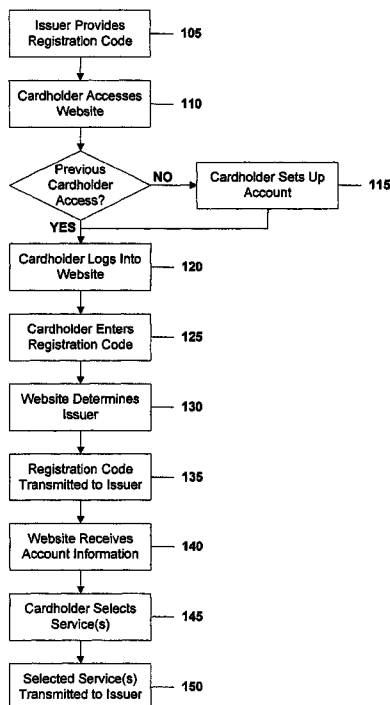 Issuer Provides
Registration Code
105
Cardholder Accesses
Website
110
Previous
Cardholder
Access?
NO
Cardholder Sets Up
Account
115
YES
Cardholder Logs Into
Website
120
Cardholder Enters
Registration Code
125
Website Determines
Issuer
130
Registration Code
Transmitted to Issuer
135
Website Receives
Account Information
140
Cardholder Selects
Service(s)
145
Selected Service(s)
Transmitted to Issuer
150